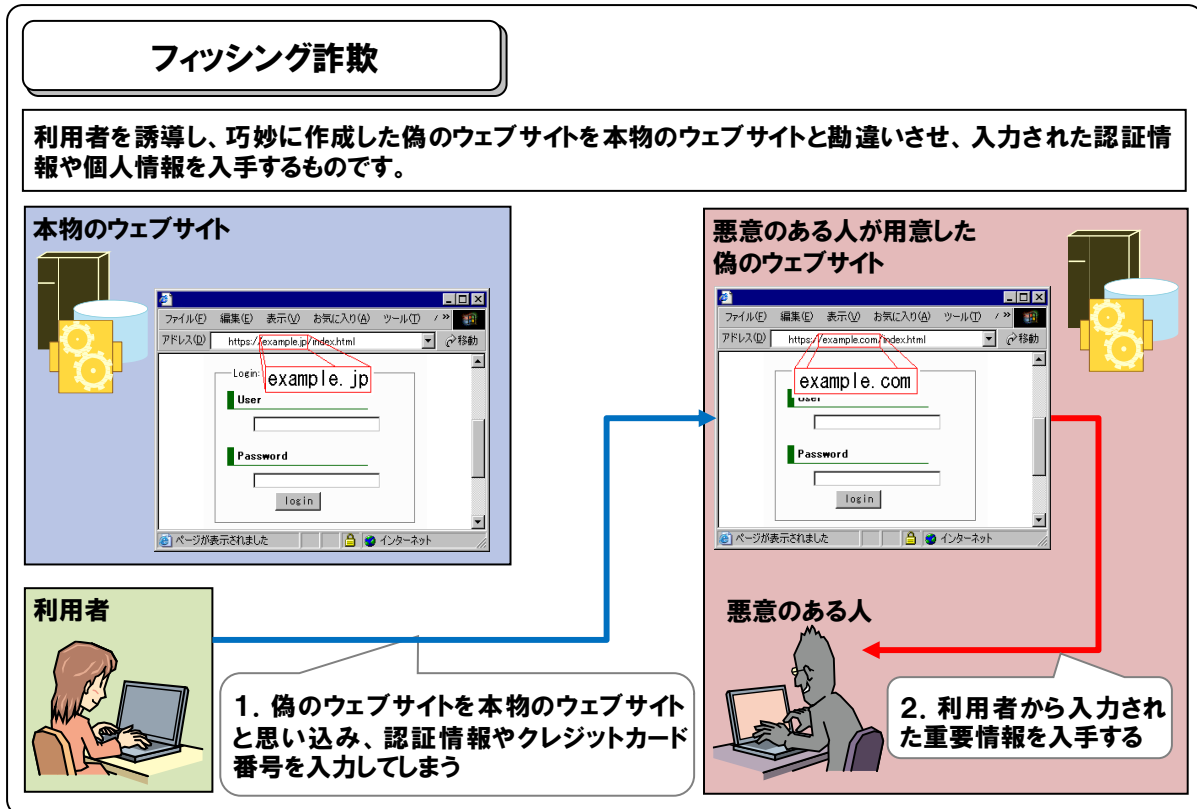 フィッシング詐欺
利用者を誘導し、巧妙に作成した偽のウェブサイトを本物のウェブサイトと勘違いさせ、入力された認証情
報や個人情報を入手するものです。
本物のウェブサイト
ファイル(F) 編集(E) 表示(V) お気に入り(A) ツール(T) »
アドレス(D) https://example.jp/index.html 移動
Login:
example.jp
User
Password
login
ページが表示されました インターネット
悪意のある人が用意した
偽のウェブサイト
ファイル(F) 編集(E) 表示(V) お気に入り(A) ツール(T) »
アドレス(D) https://example.com/index.html 移動
example.com
User
Password
login
ページが表示されました インターネット
利用者
1. 偽のウェブサイトを本物のウェブサイト
と思い込み、認証情報やクレジットカード
番号を入力してしまう
悪意のある人
2. 利用者から入力され
た重要情報を入手する